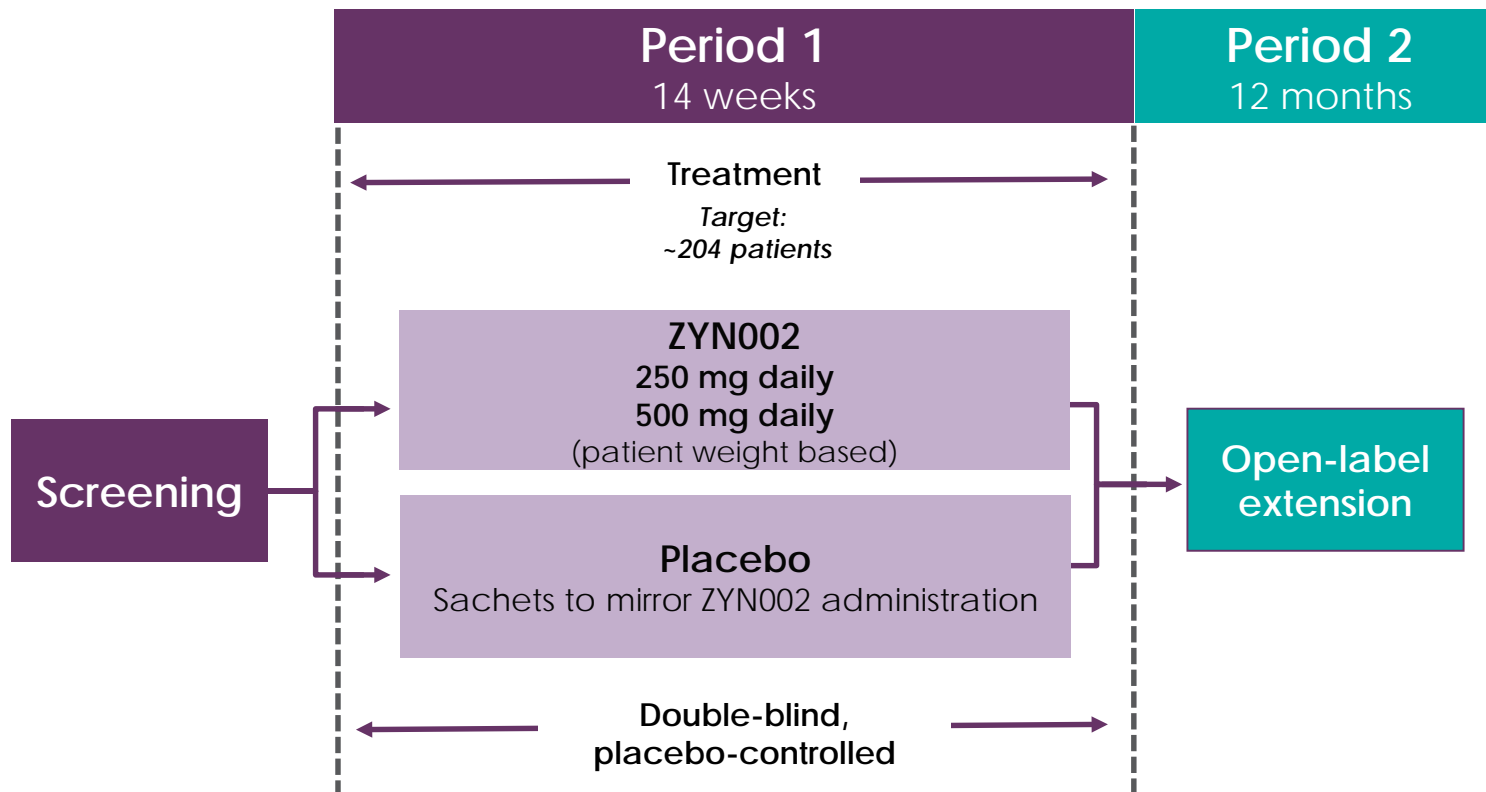 Period 1
14 weeks
Period 2
12 months
Treatment
Target:
~204 patients
ZYN002
250 mg daily
500 mg daily
(patient weight based)
Screening
Placebo
Sachets to mirror ZYN002 administration
Open-label
extension
Double-blind,
placebo-controlled